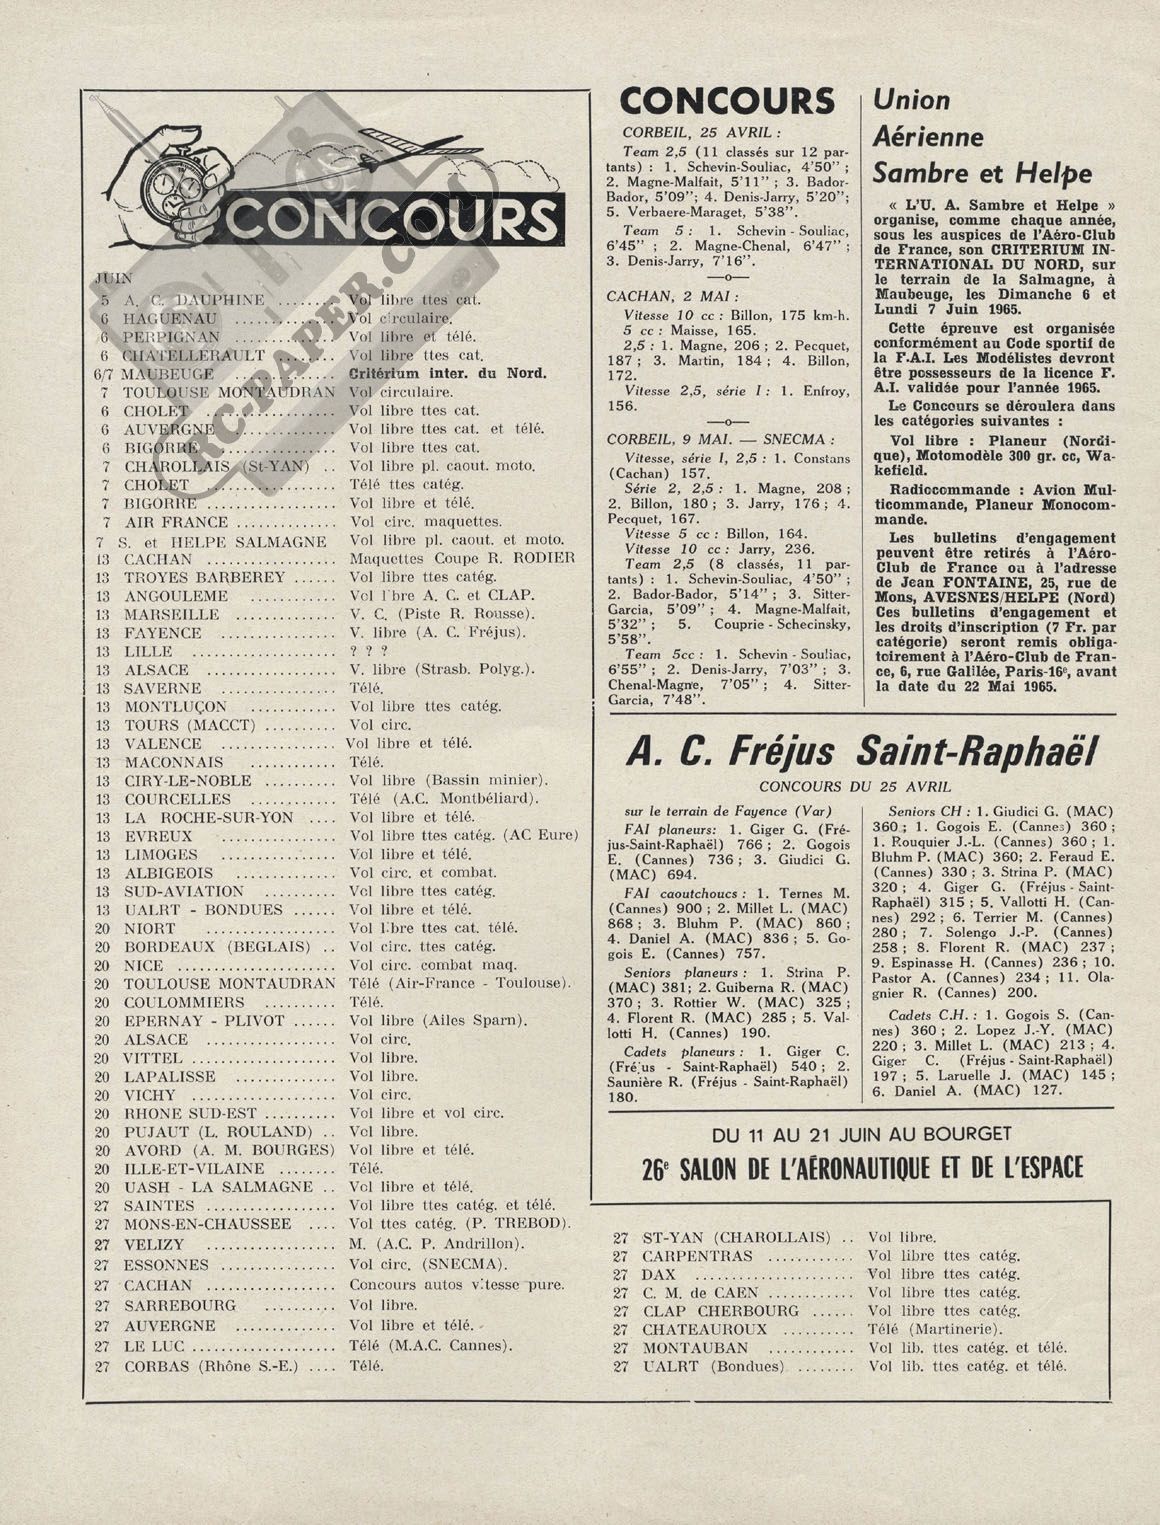 CONCOURS
JUIN
5 A. C. DAUPHINE ........ Vol libre ttes cat.
6 HAGUENAU .............. Vol circulaire.
6 PERPIGNAN ............. Vol libre et télé.
6 CHATELLERAULT ....... Vol libre ttes cat.
6/7 MAUBEUGE .............. Critérium inter. du Nord.
7 TOULOUSE MONTAUDRAN Vol circulaire.
6 CHOLET ................ Vol libre ttes cat.
6 AUVERGNE .............. Vol libre ttes cat. et télé.
6 BIGORRE ............... Vol libre ttes cat.
7 CHAROLLAIS (St-YAN) .. Vol libre pl. caout. moto.
7 CHOLET ................ Télé ttes catég.
7 BIGORRE ............... Vol libre et télé.
7 AIR FRANCE .............. Vol circ. maquettes.
7 S. et HELPE SALMAGNE Vol libre pl. caout. et moto.
13 CACHAN .................. Maquettes Coupe R. RODIER
13 TROYES BARBEREY ...... Vol libre ttes catég.
13 ANGOULEME ............. Vol libre A. C. et CLAP.
13 MARSEILLE ................ V. C. (Piste R. Rousse).
13 FAYENCE ................ V. libre (A. C. Fréjus).
13 LILLE .................... ? ? ?
13 ALSACE .................. V. libre (Strasb. Polyg.).
13 SAVERNE ................ Télé.
13 MONTLUÇON ............ Vol libre ttes catég.
13 TOURS (MACCT) .......... Vol circ.
13 VALENCE ................ Vol libre et télé.
13 MACONNAIS ............ Télé.
13 CIRY-LE-NOBLE .......... Vol libre (Bassin minier).
13 COURCELLES ............ Télé (A.C. Montbéliard).
13 LA ROCHE-SUR-YON .... Vol libre et télé.
13 EVREUX ................ Vol libre ttes catég. (AC Eure)
13 LIMOGES ................ Vol libre et télé.
13 ALBIGEOIS .............. Vol circ. et combat.
13 SUD-AVIATION .......... Vol libre ttes catég.
13 UALRT - BONDUES ...... Vol libre et télé.
20 NIORT .................. Vol libre ttes cat. télé.
20 BORDEAUX (BEGLAIS) .. Vol circ. ttes catég.
20 NICE ...................... Vol circ. combat maq.
20 TOULOUSE MONTAUDRAN Télé (Air-France - Toulouse).
20 COULOMMIERS .......... Télé.
20 EPERNAY - PLIVOT ...... Vol libre (Ailes Sparn).
20 ALSACE .................. Vol circ.
20 VITTEL .................. Vol libre.
20 LAPALISSE .............. Vol libre.
20 VICHY .................. Vol circ.
20 RHONE SUD-EST .......... Vol libre et vol circ.
20 PUJAUT (L. ROULAND) .. Vol libre.
20 AVORD (A. M. BOURGES) Vol libre et télé.
20 ILLE-ET-VILAINE ........ Télé.
20 UASH - LA SALMAGNE .. Vol libre et télé.
27 SAINTES .................. Vol libre ttes catég. et télé.
27 MONS-EN-CHAUSSEE .... Vol ttes catég. (P. TREBOD).
27 VELIZY .................. M. (A.C. P. Andrillon).
27 ESSONNES ................ Vol circ. (SNECMA).
27 CACHAN .................. Concours autos vitesse pure.
27 SARREBOURG .......... Vol libre.
27 AUVERGNE .............. Vol libre et télé.
27 LE LUC .................. Télé (M.A.C. Cannes).
27 CORBAS (Rhône S.-E.) .... Télé.
CONCOURS
CORBEIL, 25 AVRIL :
Team 2,5 (11 classés sur 12 par-
tants) : 1. Schevin-Souliac, 4'50'' ;
2. Magne-Malfait, 5'11'' ; 3. Bador-
Bador, 5'09''; 4. Denis-Jarry, 5'20'';
5. Verbaere-Maraget, 5'38''.
Team 5 : 1. Schevin - Souliac,
6'45'' ; 2. Magne-Chenal, 6'47'' ;
3. Denis-Jarry, 7'16''.
—o—
CACHAN, 2 MAI :
Vitesse 10 cc : Billon, 175 km-h.
5 cc : Maisse, 165.
2,5 : 1. Magne, 206 ; 2. Pecquet,
187 ; 3. Martin, 184 ; 4. Billon,
172.
Vitesse 2,5, série I : 1. Enfroy,
156.
—o—
CORBEIL, 9 MAI. — SNECMA :
Vitesse, série I, 2,5 : 1. Constans
(Cachan) 157.
Série 2, 2,5 : 1. Magne, 208 ;
2. Billon, 180 ; 3. Jarry, 176 ; 4.
Pecquet, 167.
Vitesse 5 cc : Billon, 164.
Vitesse 10 cc : Jarry, 236.
Team 2,5 (8 classés, 11 par-
tants) : 1. Schevin-Souliac, 4'50'' ;
2. Bador-Bador, 5'14'' ; 3. Sitter-
Garcia, 5'09'' ; 4. Magne-Malfait,
5'32'' ; 5. Couprie - Schecinsky,
5'58''.
Team 5cc : 1. Schevin - Souliac,
6'55'' ; 2. Denis-Jarry, 7'03'' ; 3.
Chenal-Magne, 7'05'' ; 4. Sitter-
Garcia, 7'48''.
Union
Aérienne
Sambre et Helpe
« L'U. A. Sambre et Helpe »
organise, comme chaque année,
sous les auspices de l'Aéro-Club
de France, son CRITERIUM IN-
TERNATIONAL DU NORD, sur
le terrain de la Salmagne, à
Maubeuge, les Dimanche 6 et
Lundi 7 Juin 1965.
Cette épreuve est organisée
conformément au Code sportif de
la F.A.I. Les Modélistes devront
être possesseurs de la licence F.
A.I. validée pour l'année 1965.
Le Concours se déroulera dans
les catégories suivantes :
Vol libre : Planeur (Nordi-
que), Motomodèle 300 gr. cc, Wa-
kefield.
Radiocommande : Avion Mul-
ticommande, Planeur Monocom-
mande.
Les bulletins d'engagement
peuvent être retirés à l'Aéro-
Club de France ou à l'adresse
de Jean FONTAINE, 25, rue de
Mons, AVESNES/HELPE (Nord)
Ces bulletins d'engagement et
les droits d'inscription (7 Fr. par
catégorie) seront remis obliga-
toirement à l'Aéro-Club de Fran-
ce, 6, rue Galilée, Paris-16e, avant
la date du 22 Mai 1965.
A. C. Fréjus Saint-Raphaël
CONCOURS DU 25 AVRIL
sur le terrain de Fayence (Var)
FAI planeurs: 1. Giger G. (Fré-
jus-Saint-Raphaël) 766 ; 2. Gogois
E. (Cannes) 736 ; 3. Giudici G.
(MAC) 694.
FAI caoutchoucs : 1. Ternes M.
(Cannes) 900 ; 2. Millet L. (MAC)
868 ; 3. Bluhm P. (MAC) 860 ;
4. Daniel A. (MAC) 836 ; 5. Go-
gois E. (Cannes) 757.
Seniors planeurs : 1. Strina P.
(MAC) 381; 2. Guiberna R. (MAC)
370 ; 3. Rottier W. (MAC) 325 ;
4. Florent R. (MAC) 285 ; 5. Val-
lotti H. (Cannes) 190.
Cadets planeurs : 1. Giger C.
(Fréjus - Saint-Raphaël) 540 ; 2.
Saunière R. (Fréjus - Saint-Raphaël)
180.
Seniors CH : 1. Giudici G. (MAC)
360 ; 1. Gogois E. (Cannes) 360 ;
1. Rouquier J.-L. (Cannes) 360 ; 1.
Bluhm P. (MAC) 360; 2. Feraud E.
(Cannes) 330 ; 3. Strina P. (MAC)
320 ; 4. Giger G. (Fréjus - Saint-
Raphaël) 315 ; 5. Vallotti H. (Can-
nes) 292 ; 6. Terrier M. (Cannes)
280 ; 7. Solengo J.-P. (Cannes)
258 ; 8. Florent R. (MAC) 237 ;
9. Espinasse H. (Cannes) 236 ; 10.
Pastor A. (Cannes) 234 ; 11. Ola-
gnier R. (Cannes) 200.
Cadets C.H. : 1. Gogois S. (Can-
nes) 360 ; 2. Lopez J.-Y. (MAC)
220 ; 3. Millet L. (MAC) 213 ; 4.
Giger C. (Fréjus - Saint-Raphaël)
197 ; 5. Laruelle J. (MAC) 145 ;
6. Daniel A. (MAC) 127.
DU 11 AU 21 JUIN AU BOURGET
26e SALON DE L'AÉRONAUTIQUE ET DE L'ESPACE
27 ST-YAN (CHAROLLAIS) .. Vol libre.
27 CARPENTRAS ............ Vol libre ttes catég.
27 DAX ...................... Vol libre ttes catég.
27 C. M. de CAEN ............ Vol libre ttes catég.
27 CLAP CHERBOURG ...... Vol libre ttes catég.
27 CHATEAUROUX .......... Télé (Martinerie).
27 MONTAUBAN ............ Vol lib. ttes catég. et télé.
27 UALRT (Bondues) ........ Vol lib. ttes catég. et télé.
RC-PAPER.COM